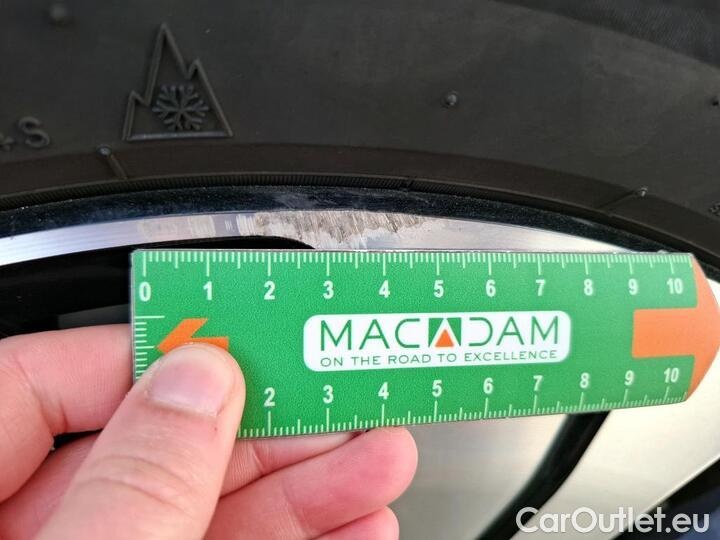 +S
0 1 2 3 4 5 6 7 8 9 10
MACADAM
ON THE ROAD TO EXCELLENCE
2 3 4 5 6 7 8 9 10
CarOutlet.eu